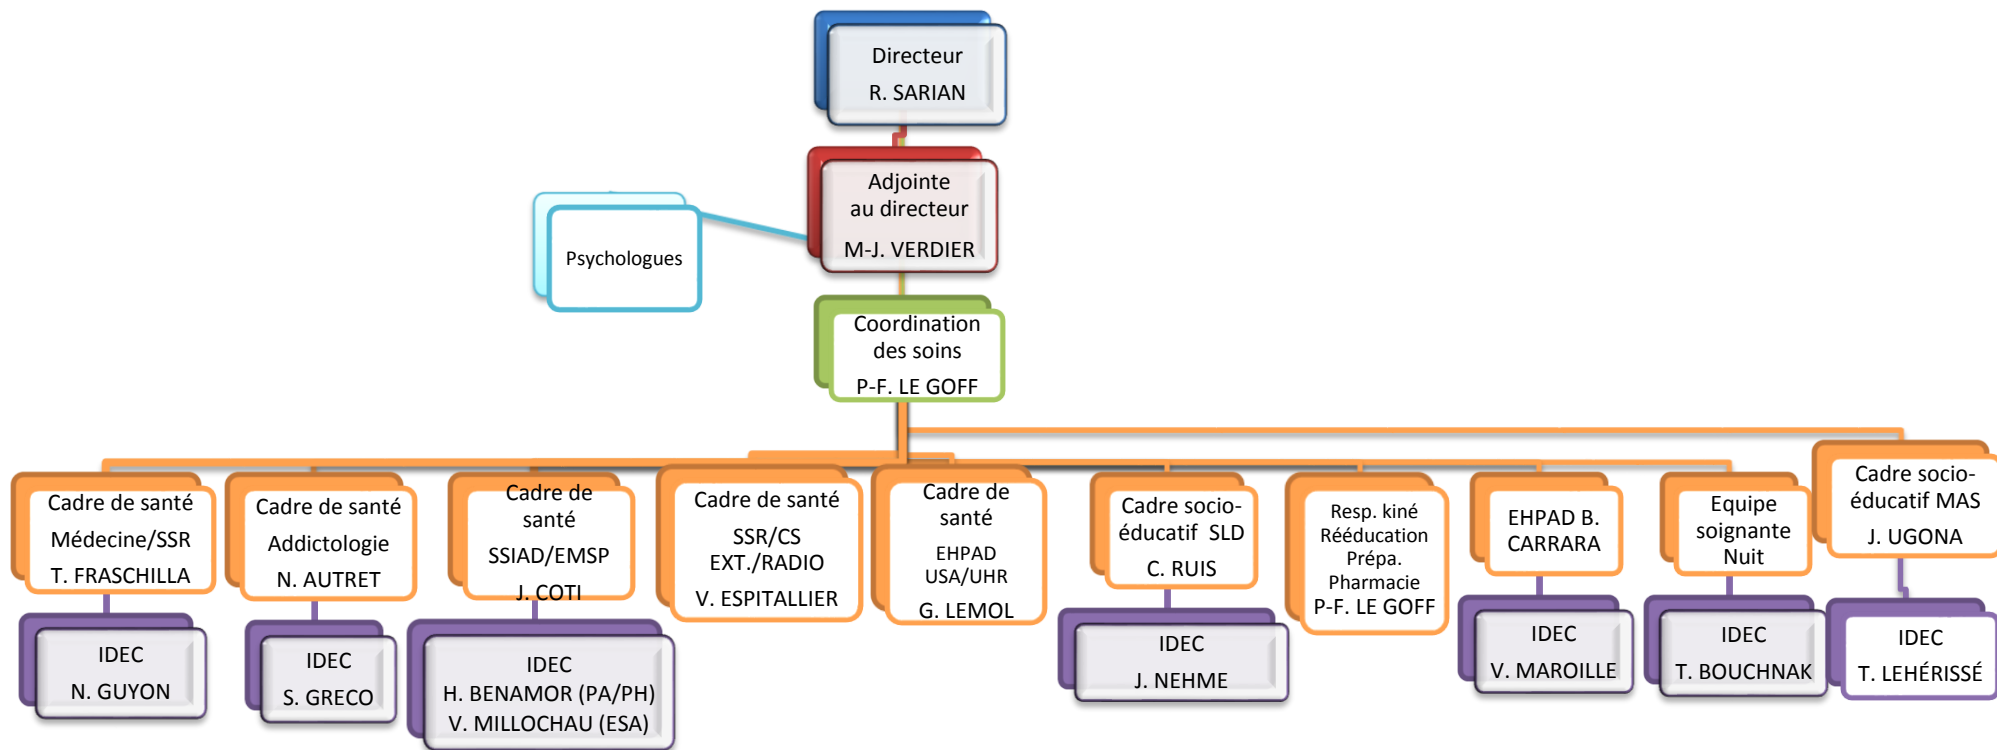 Directeur
R. SARIAN
Adjointe
au directeur
M-J. VERDIER
Psychologues
Coordination
des soins
P-F. LE GOFF
Cadre de santé
Médecine/SSR
T. FRASCHILLA
Cadre de santé
Addictologie
N. AUTRET
Cadre de
santé
SSIAD/EMSP
J. COTI
Cadre de santé
SSR/CS
EXT./RADIO
V. ESPITALLIER
Cadre de
santé
EHPAD
USA/UHR
G. LEMOL
Cadre socio-
éducatif SLD
C. RUIS
Resp. kiné
Rééducation
Prépa.
Pharmacie
P-F. LE GOFF
EHPAD B.
CARRARA
Equipe
soignante
Nuit
Cadre socio-
éducatif MAS
J. UGONA
IDEC
N. GUYON
IDEC
S. GRECO
IDEC
H. BENAMOR (PA/PH)
V. MILLOCHAU (ESA)
IDEC
J. NEHME
IDEC
V. MAROILLE
IDEC
T. BOUCHNAK
IDEC
T. LEHÉRISSÉ